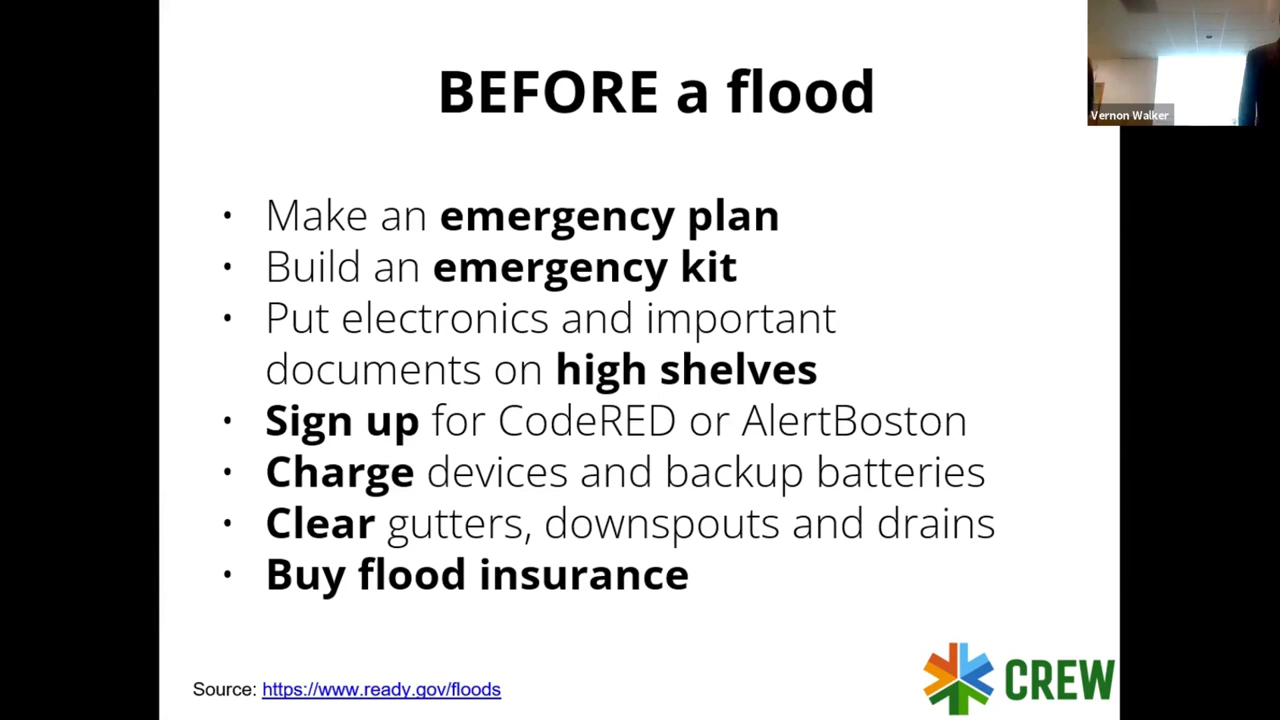 BEFORE a flood
Vernon Walker
• Make an emergency plan
• Build an emergency kit
• Put electronics and important
documents on high shelves
• Sign up for CodeRED or AlertBoston
• Charge devices and backup batteries
• Clear gutters, downspouts and drains
• Buy flood insurance
Source: https://www.ready.gov/floods
CREW